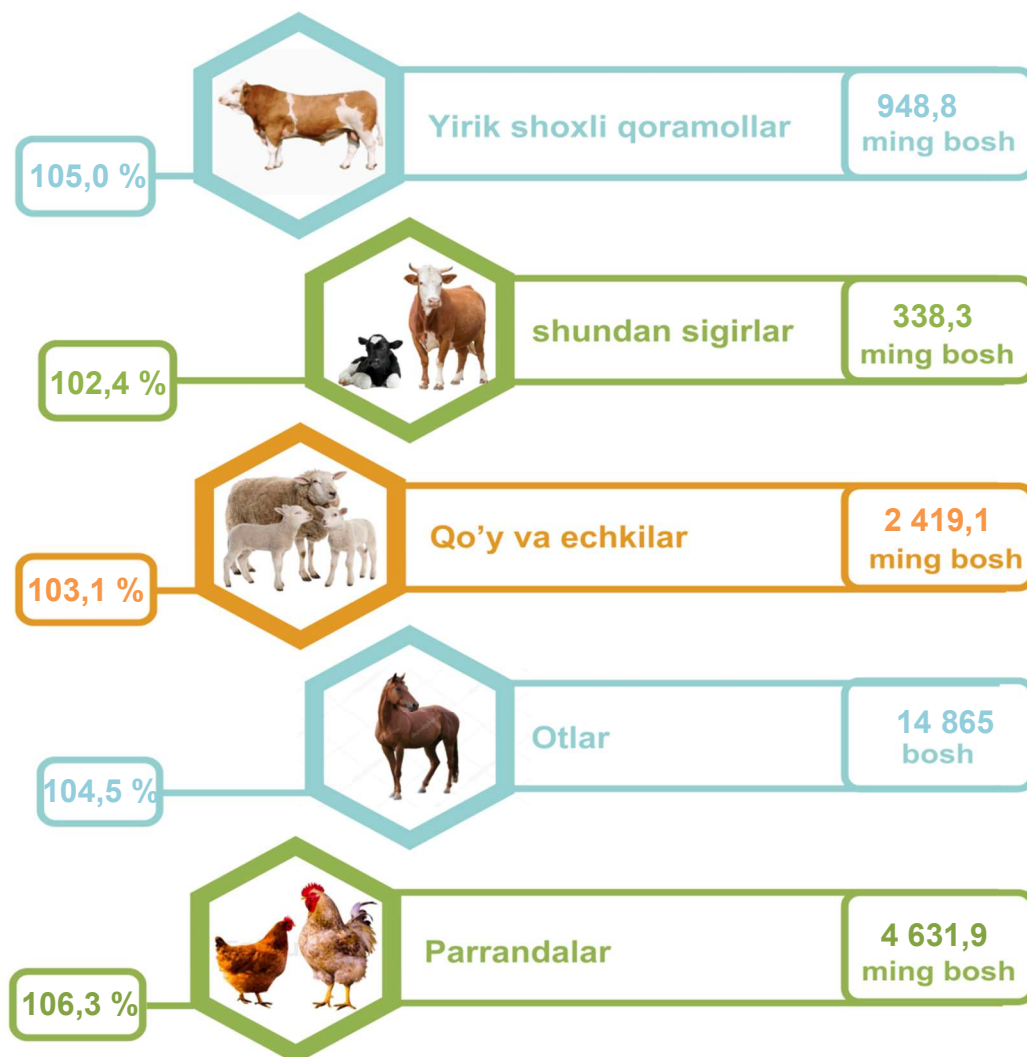 Yirik shoxli qoramollar
948,8
ming bosh
105,0 %
shundan sigirlar
338,3
ming bosh
102,4 %
Qo'y va echkilar
2 419,1
ming bosh
103,1 %
Otlar
14 865
bosh
104,5 %
Parrandalar
4 631,9
ming bosh
106,3 %